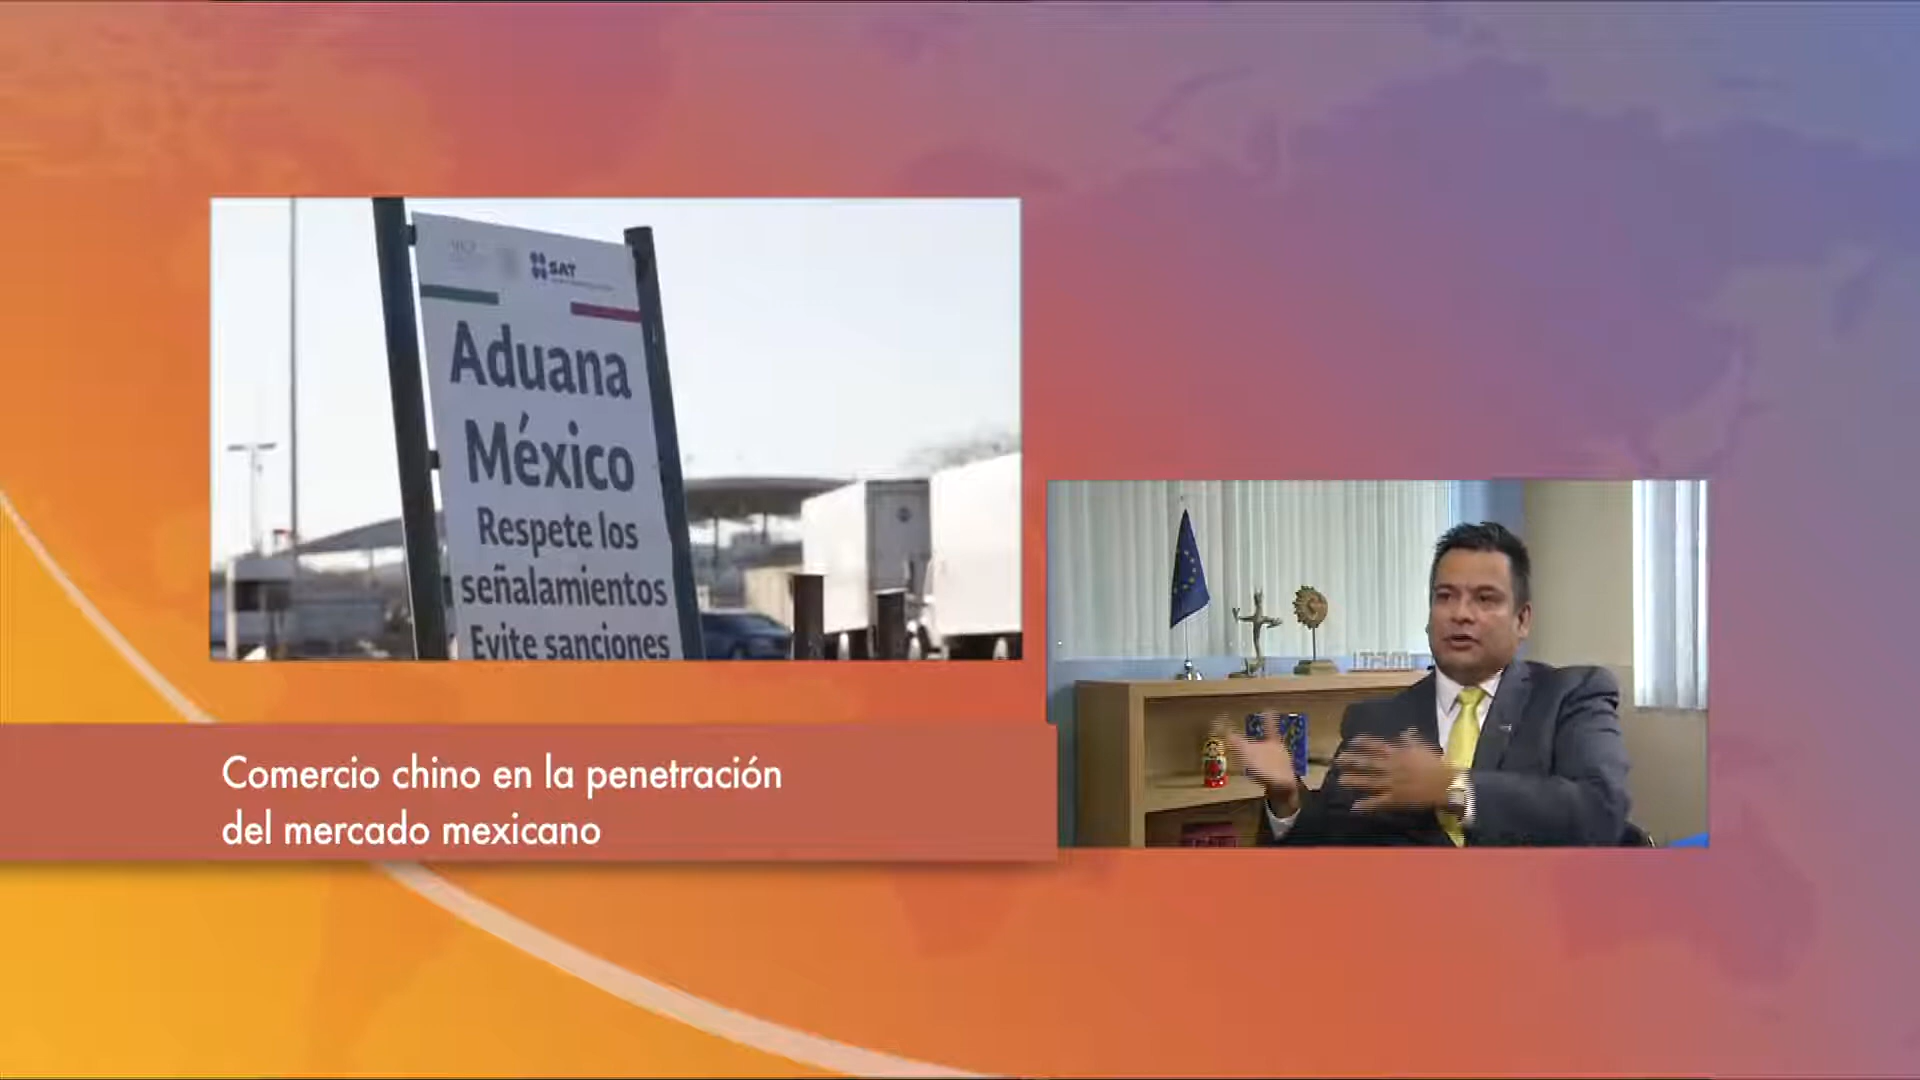 SAT
Aduana
México
Respete los
señalamientos
Evite sanciones
Comercio chino en la penetración
del mercado mexicano